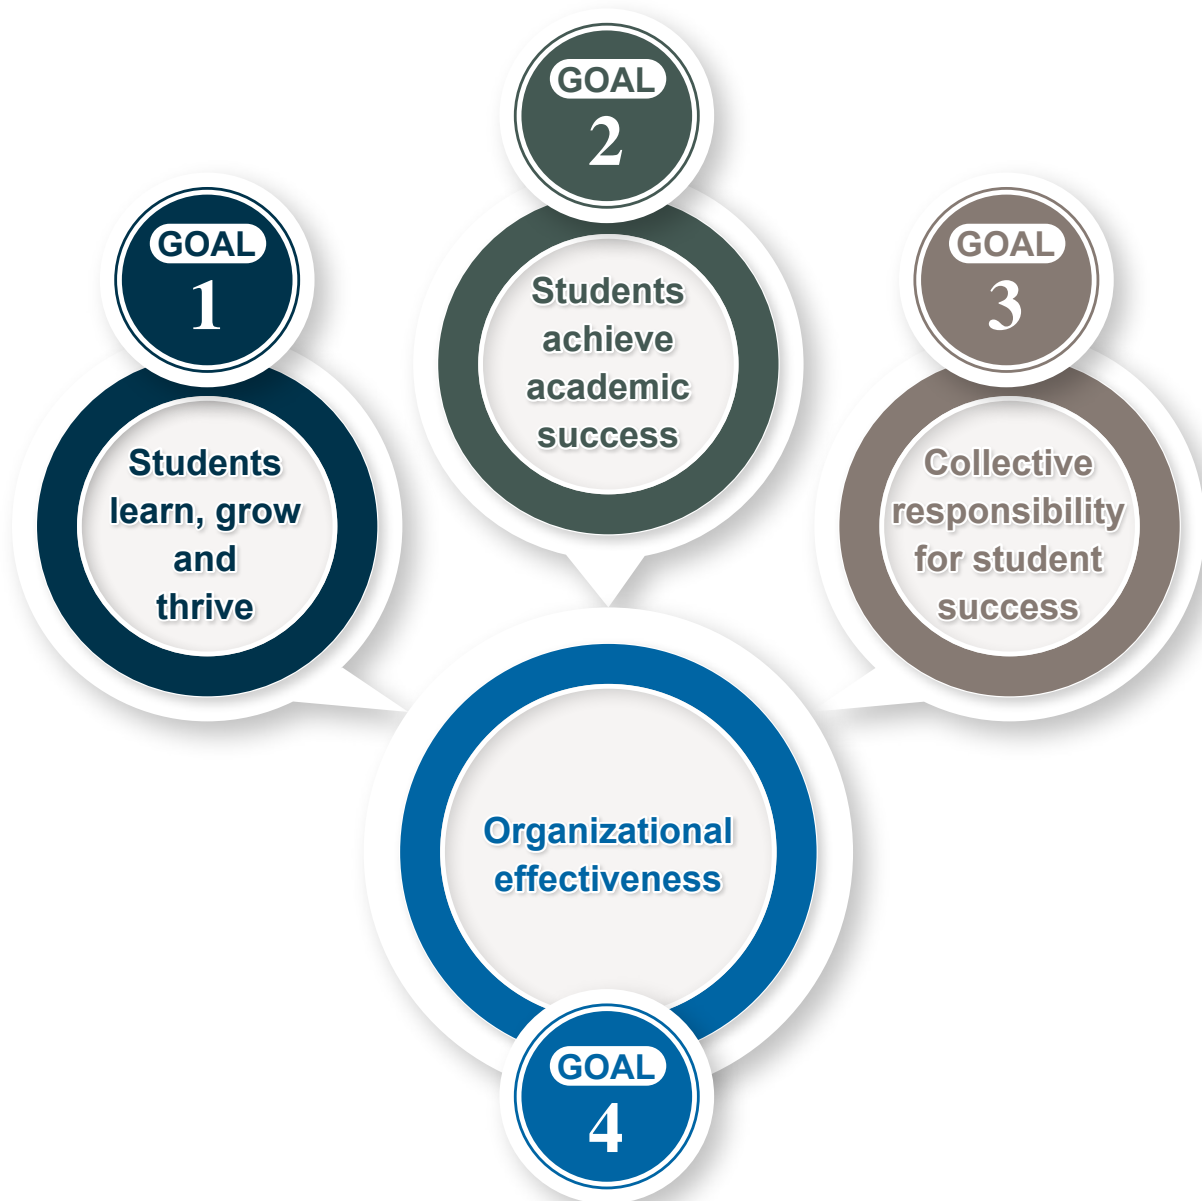 GOAL
1
Students
learn, grow
and
thrive
GOAL
2
Students
achieve
academic
success
GOAL
3
Collective
responsibility
for student
success
Organizational
effectiveness
GOAL
4